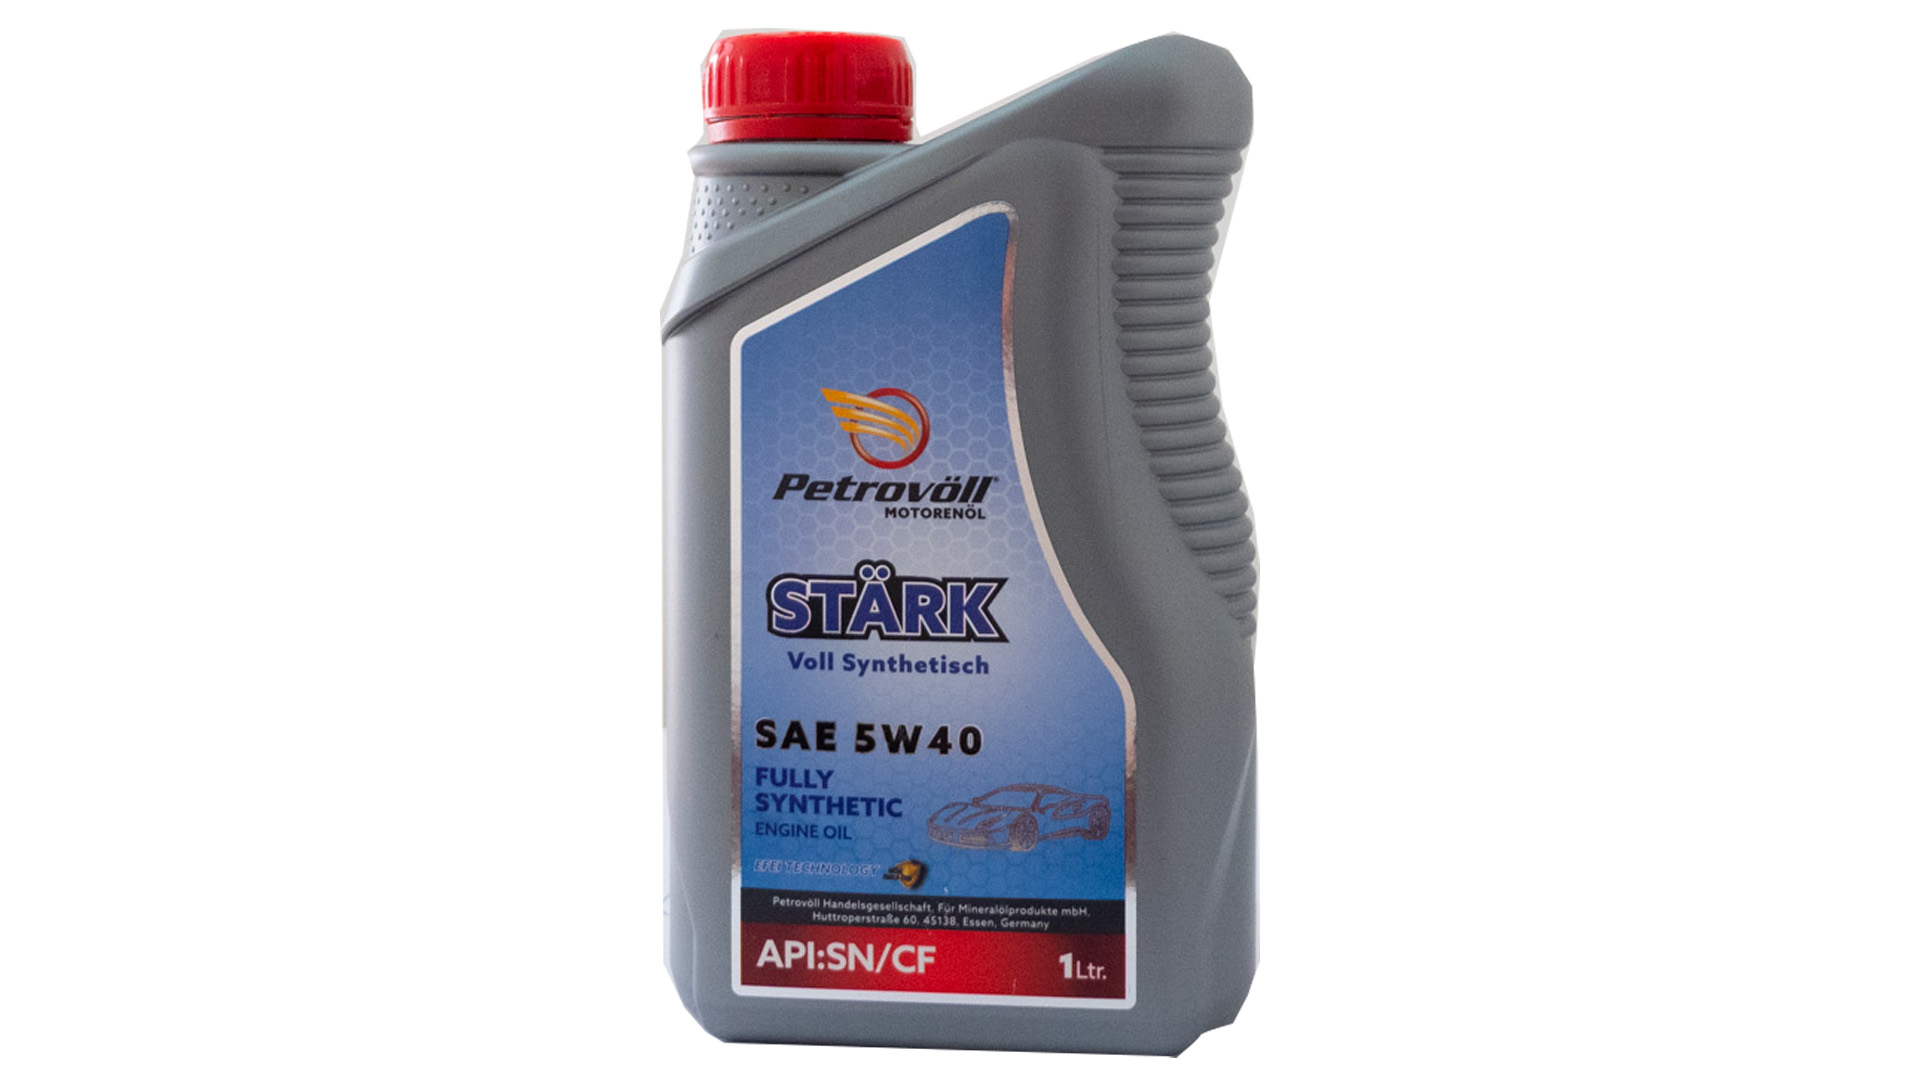 Petrovöll®
MOTORENÖL
STÄRK
Voll Synthetisch
SAE 5W40
FULLY
SYNTHETIC
ENGINE OIL
EFEI TECHNOLOGY
Petrovöll Handelsgesellschaft, Für Mineralölprodukte mbH,
Huttroperstraße 60, 45138, Essen, Germany
API:SN/CF
1Ltr.